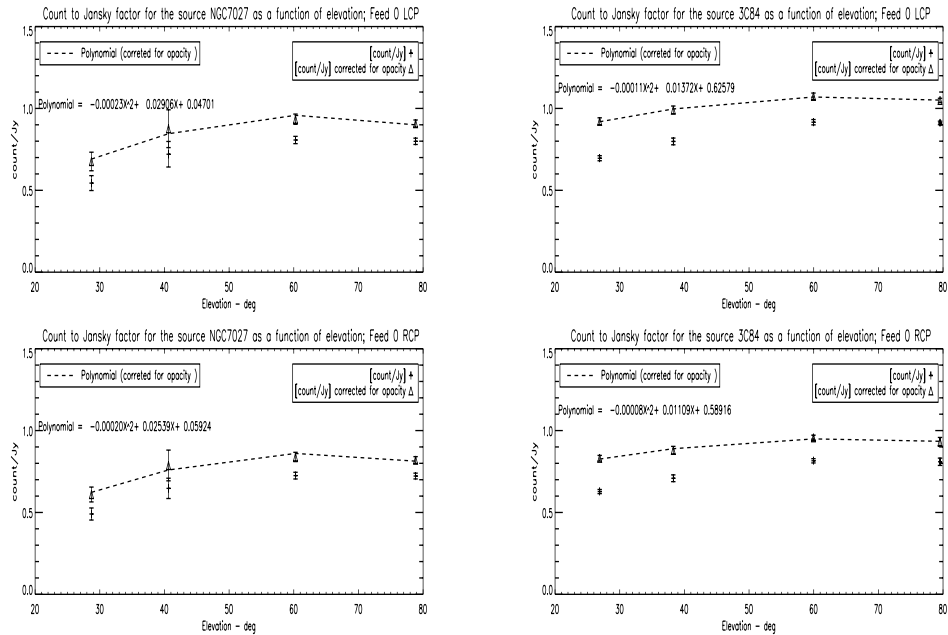 Count to Jansky factor for the source NGC7027 as a function of elevation; Feed 0 LCP
1.5
1.0
0.5
0.0
count/Jy
Polynomial (correted for opacity )
[count/Jy] +
[count/Jy] corrected for opacity Δ
Polynomial = -0.00023X^2+ 0.02906X+ 0.04701
20 30 40 50 60 70 80
Elevation - deg
Count to Jansky factor for the source 3C84 as a function of elevation; Feed 0 LCP
1.5
1.0
0.5
0.0
count/Jy
Polynomial (correted for opacity )
[count/Jy] +
[count/Jy] corrected for opacity Δ
Polynomial = -0.00011X^2+ 0.01372X+ 0.62579
20 30 40 50 60 70 80
Elevation - deg
Count to Jansky factor for the source NGC7027 as a function of elevation; Feed 0 RCP
1.5
1.0
0.5
0.0
count/Jy
Polynomial (correted for opacity )
[count/Jy] +
[count/Jy] corrected for opacity Δ
Polynomial = -0.00020X^2+ 0.02539X+ 0.05924
20 30 40 50 60 70 80
Elevation - deg
Count to Jansky factor for the source 3C84 as a function of elevation; Feed 0 RCP
1.5
1.0
0.5
0.0
count/Jy
Polynomial (correted for opacity )
[count/Jy] +
[count/Jy] corrected for opacity Δ
Polynomial = -0.00008X^2+ 0.01109X+ 0.58916
20 30 40 50 60 70 80
Elevation - deg